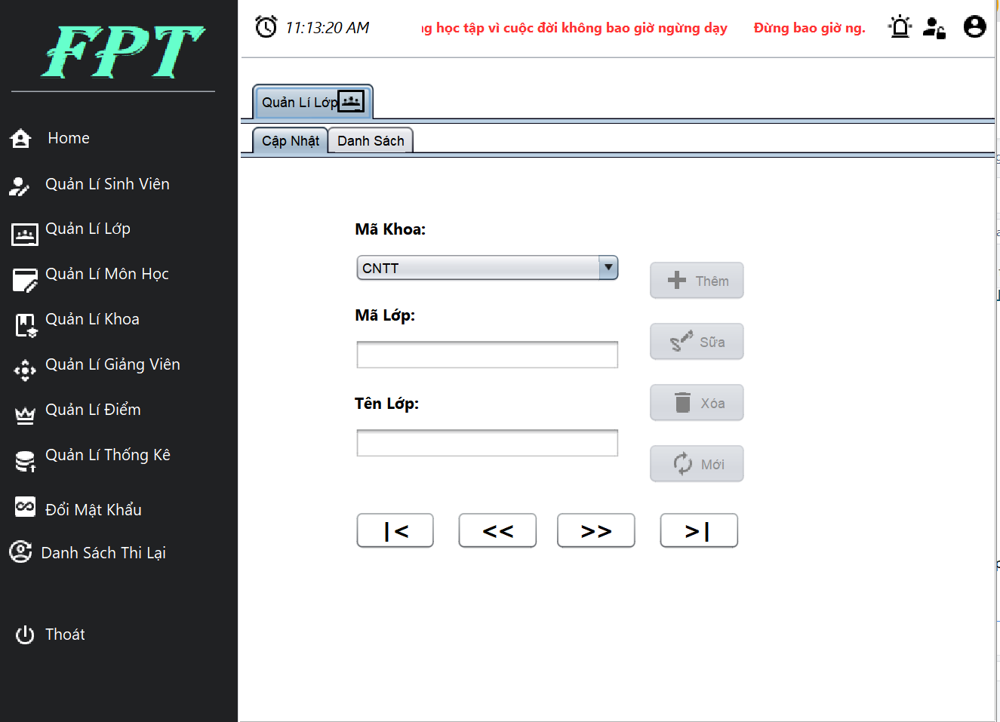 FPT
Home
Quản Lí Sinh Viên
Quản Lí Lớp
Quản Lí Môn Học
Quản Lí Khoa
Quản Lí Giảng Viên
Quản Lí Điểm
Quản Lí Thống Kê
Đổi Mật Khẩu
Danh Sách Thi Lại
Thoát
11:13:20 AM
học tập vì cuộc đời không bao giờ ngừng dạy Đừng bao giờ ng.
Quản Lí Lớp
Cập Nhật Danh Sách
Mã Khoa:
CNTT
Mã Lớp:
Tên Lớp:
Thêm
Sữa
Xóa
Mới
|< << >> >|